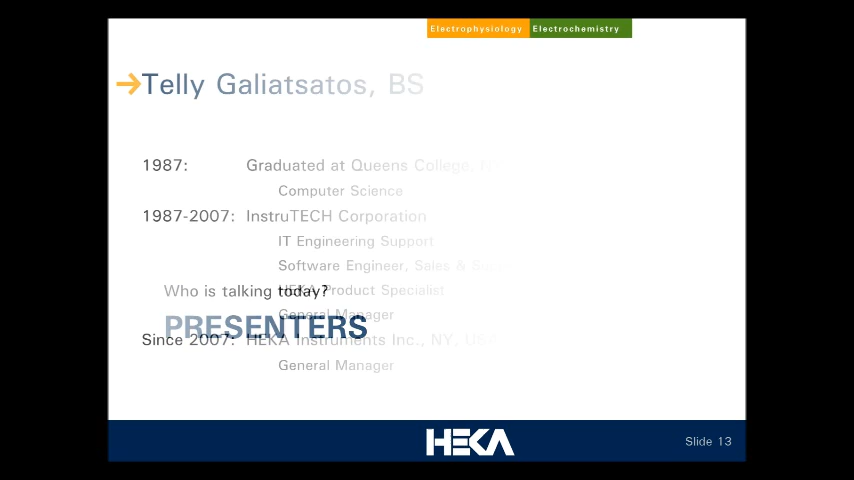 Electrophysiology Electrochemistry
Telly Galiatsatos, BS
1987: Graduated at Queens College,
Computer Science
1987-2007: InstruTECH Corporation
IT Engineering Support
Software Engineer, Sales &
HEKA Product Specialist
Who is talking today?
General Manager
PRESENTERS
Since 2007: HEKA Instruments Inc., NY, USA
General Manager
HEKA
Slide 13